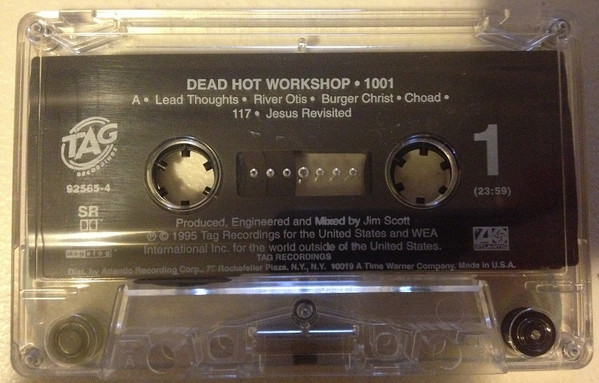 DEAD HOT WORKSHOP • 1001
A • Lead Thoughts • River Otis • Burger Christ • Choad •
117 • Jesus Revisited
TAG
RECORDINGS
92565-4
1
(23:59)
SR
Produced, Engineered and Mixed by Jim Scott
℗ © 1995 Tag Recordings for the United States and WEA
International Inc. for the world outside of the United States.
TAG RECORDINGS
Dist. by Atlantic Recording Corp., 75 Rockefeller Plaza, N.Y., N.Y. 10019 A Time Warner Company. Made in U.S.A.
A